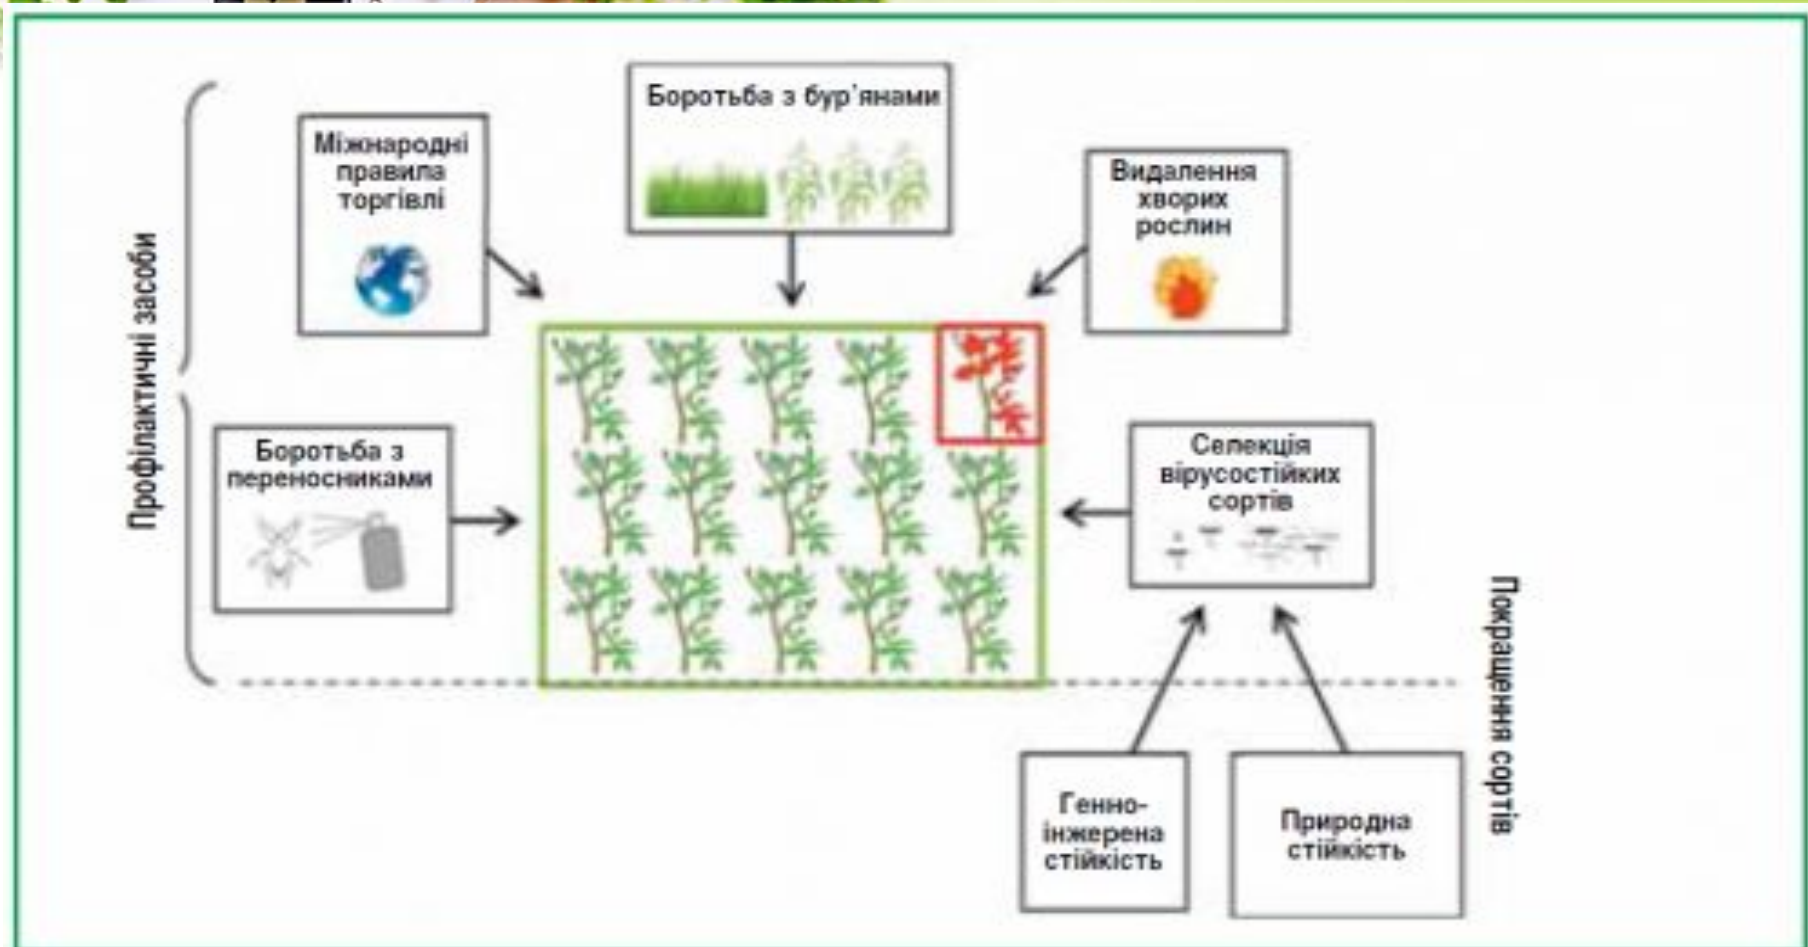 Боротьба з бур'янами
Міжнародні
правила
торгівлі
Видалення
хворих
рослин
Профілактичні засоби
Боротьба з
переносниками
Селекція
вірусостійких
сортів
Покращення сортів
Генно-
інжерена
стійкість
Природна
стійкість